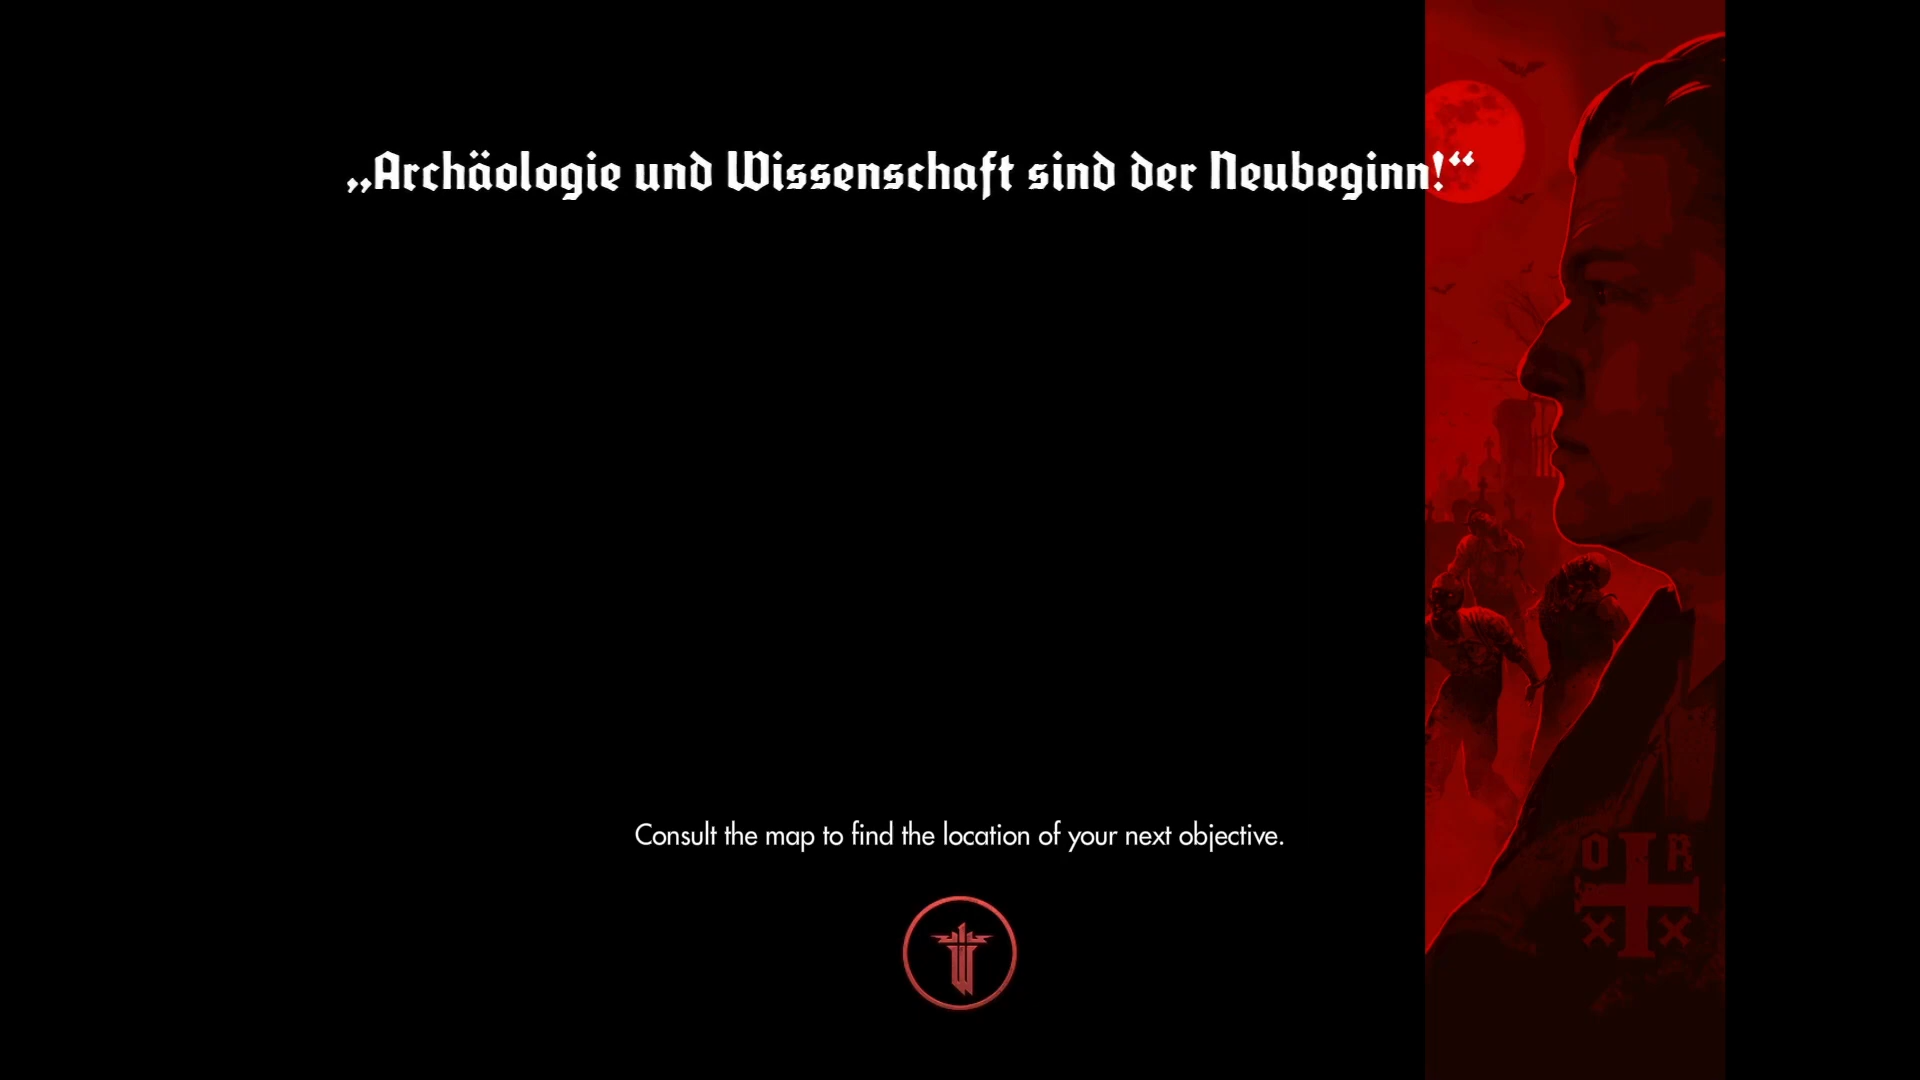 „Archäologie und Wissenschaft sind der Neubeginn!“
Consult the map to find the location of your next objective.
O R
X X